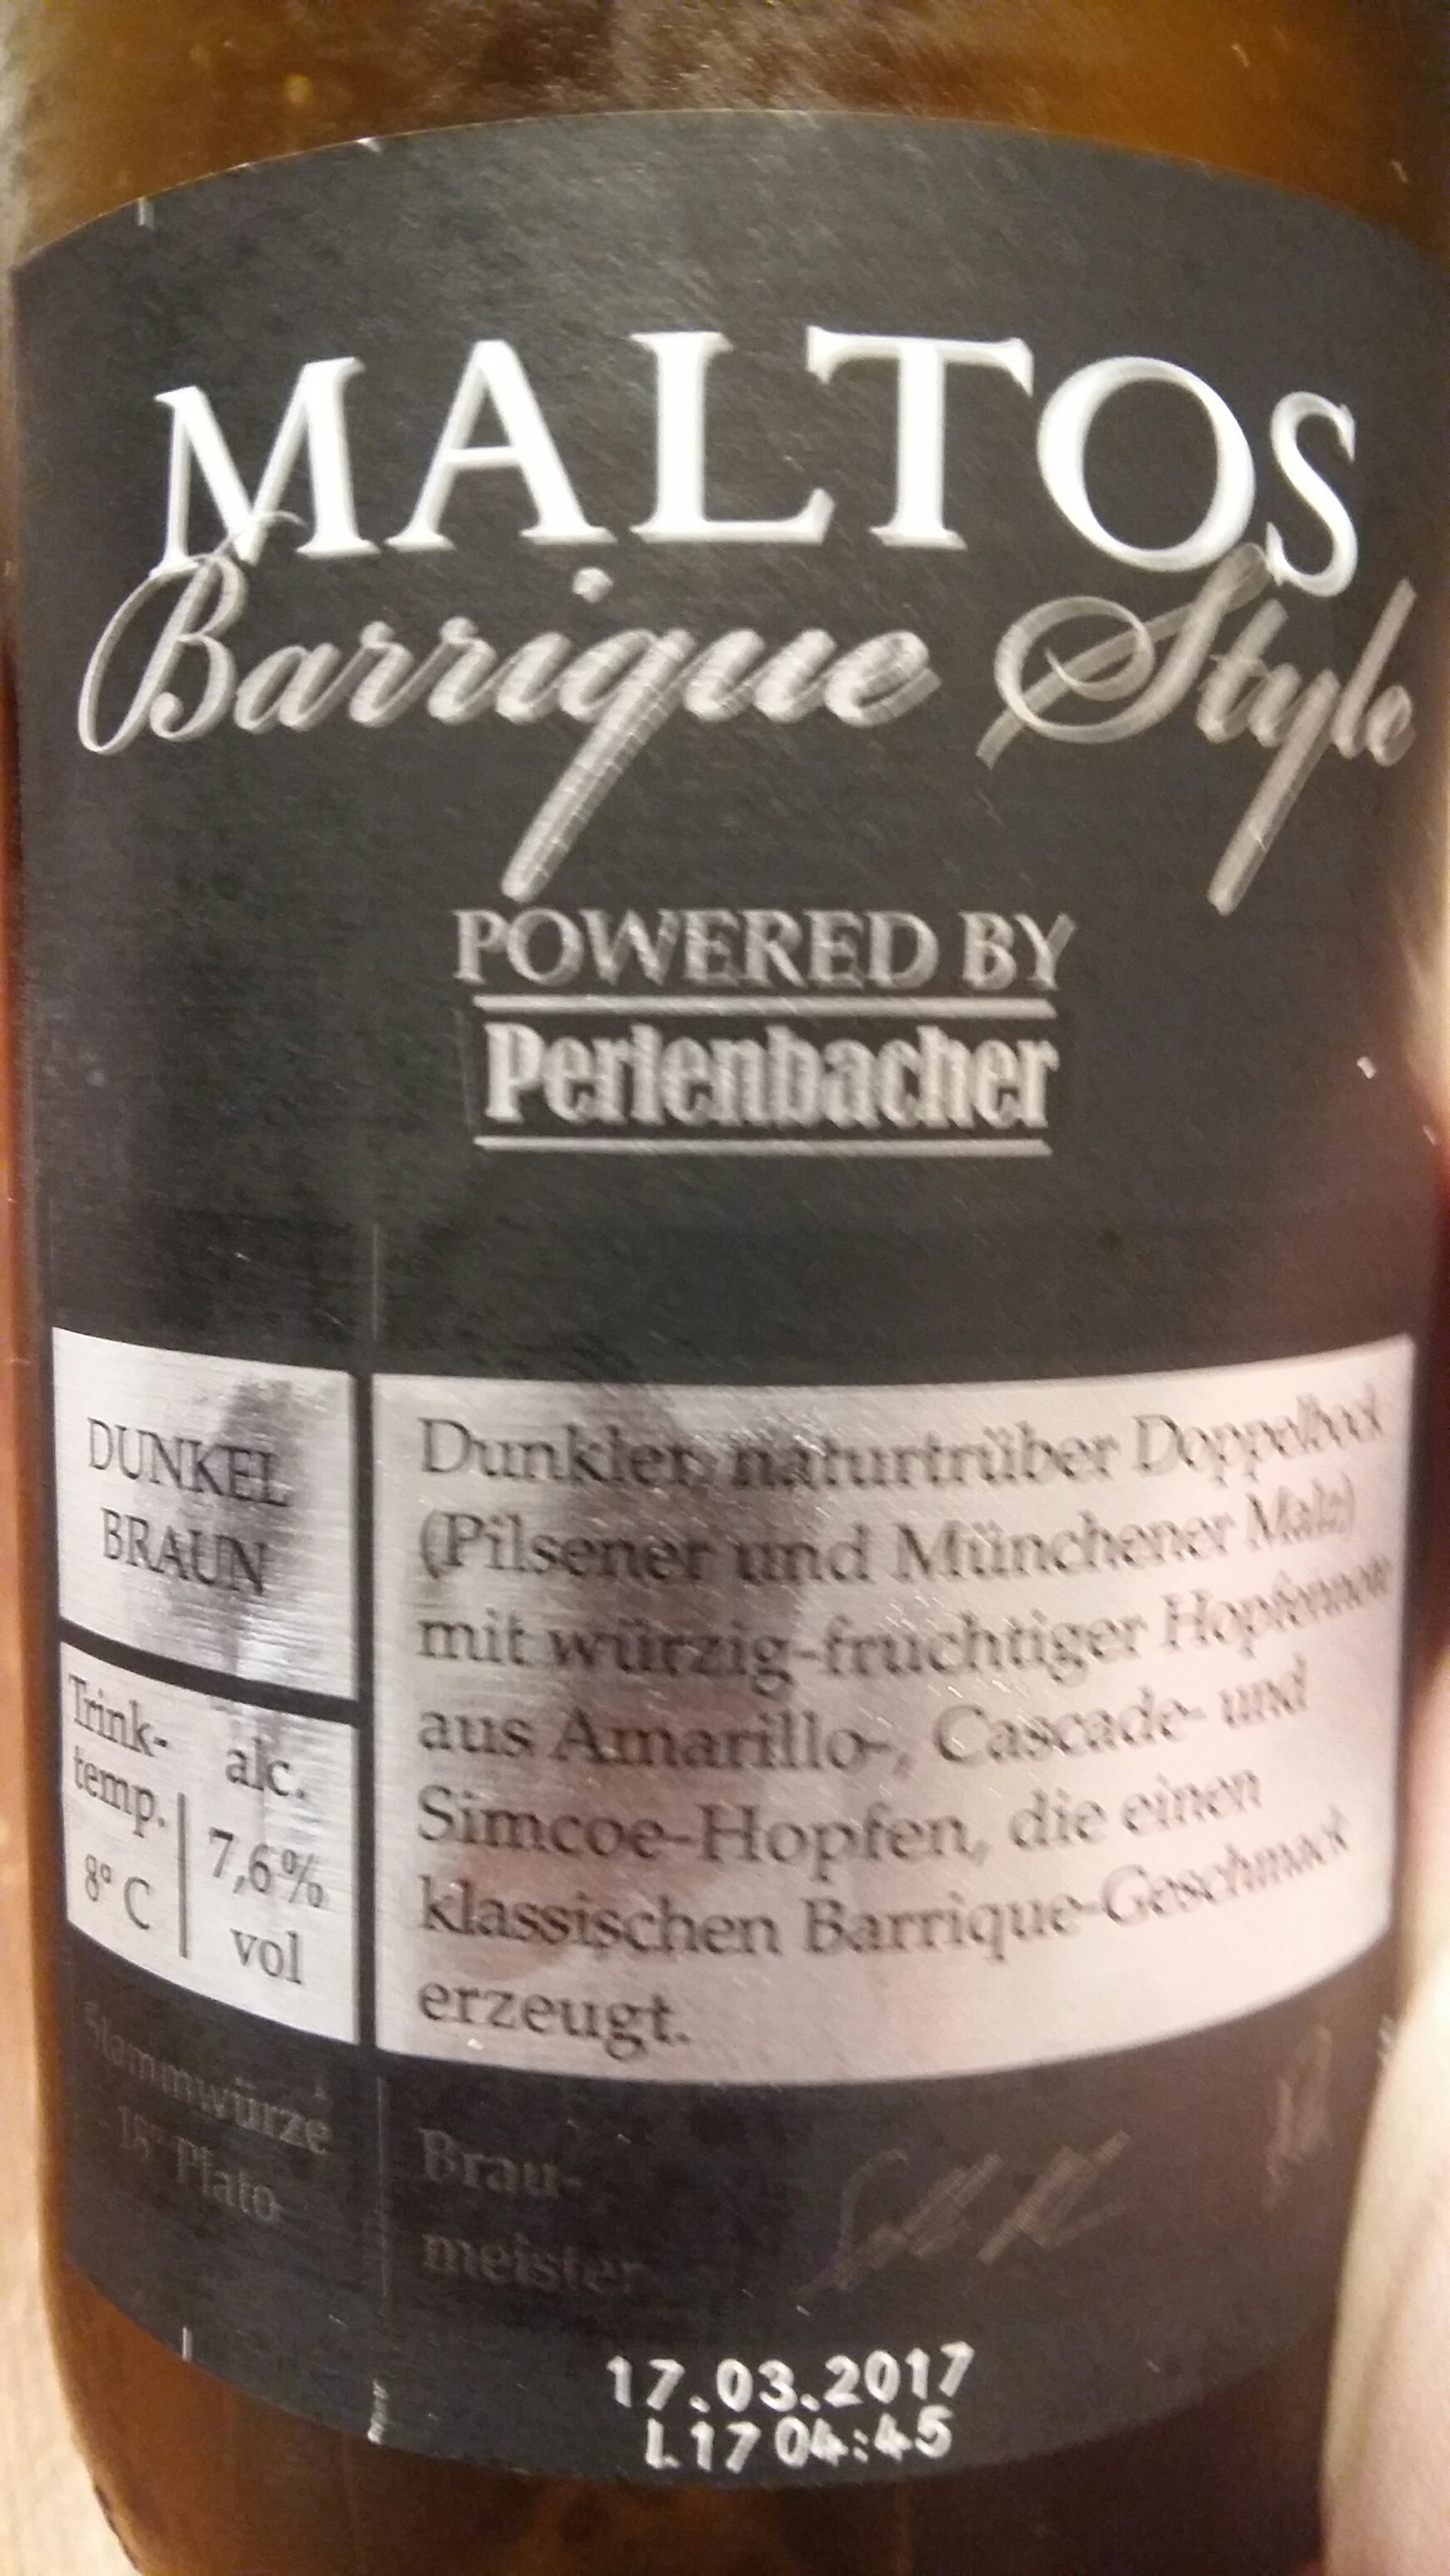 MALTOS
Barrique Style
POWERED BY
Perlenbacher
DUNKEL
BRAUN
Trink-
temp.
8° C
alc.
7,6%
vol
Dunkler, naturtrüber Doppelbock
(Pilsener und Münchener Malz)
mit würzig-fruchtiger Hopfennote
aus Amarillo-, Cascade- und
Simcoe-Hopfen, die einen
klassischen Barrique-Geschmack
erzeugt.
Stammwürze
18° Plato
Brau-
meister
17.03.2017
L17 04:45